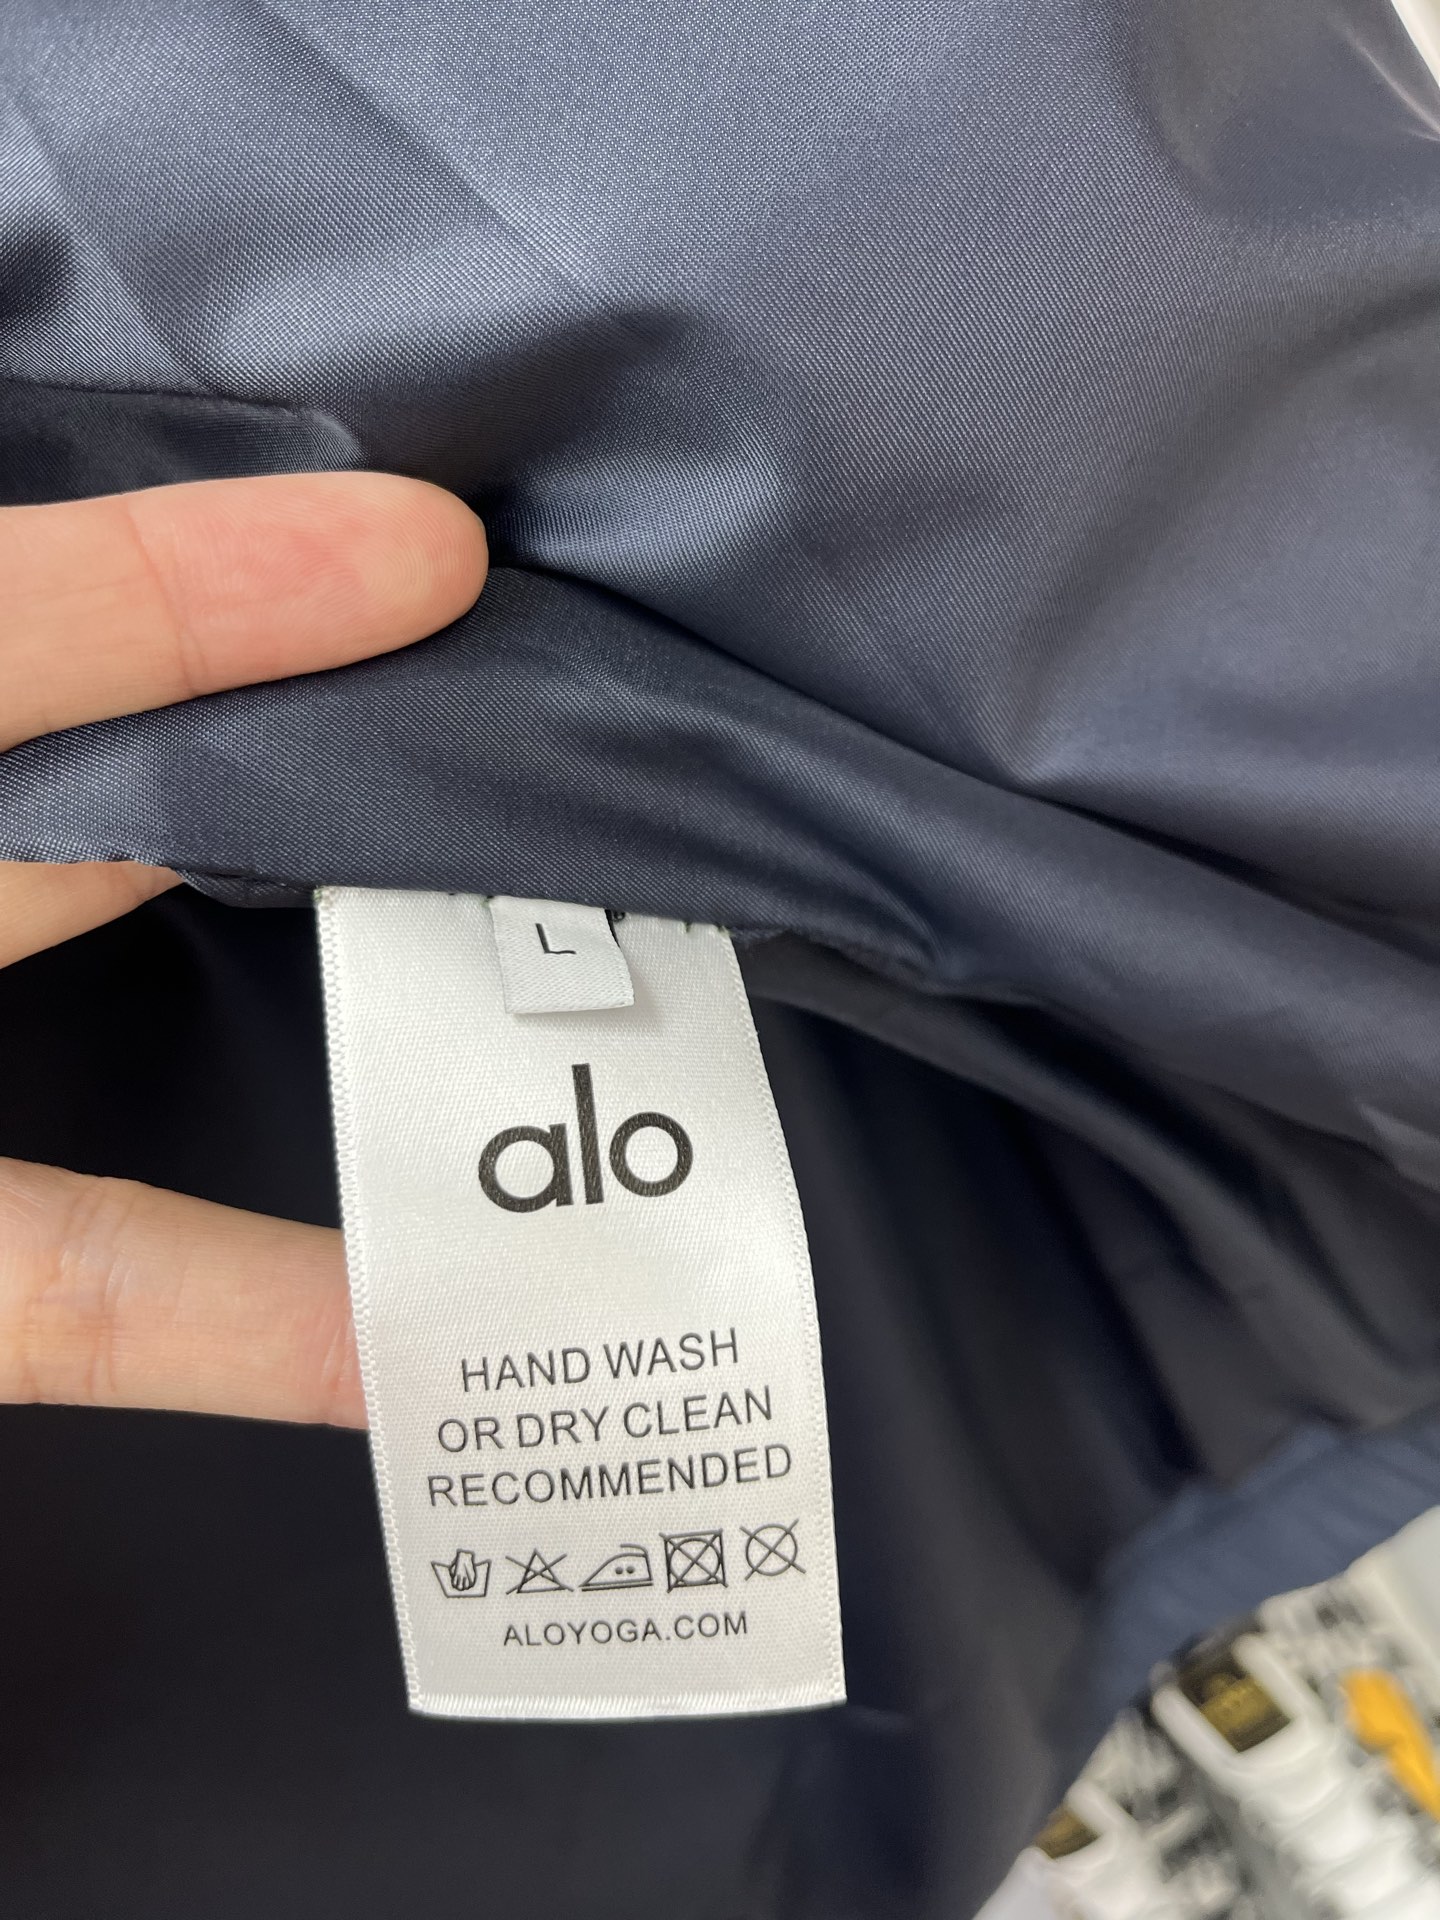 L
alo
HAND WASH
OR DRY CLEAN
RECOMMENDED
ALOYOGA.COM